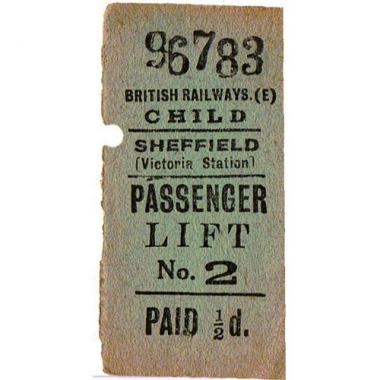 96783
BRITISH RAILWAYS.(E)
CHILD
SHEFFIELD
(Victoria Station)
PASSENGER
LIFT
No. 2
PAID ½d.